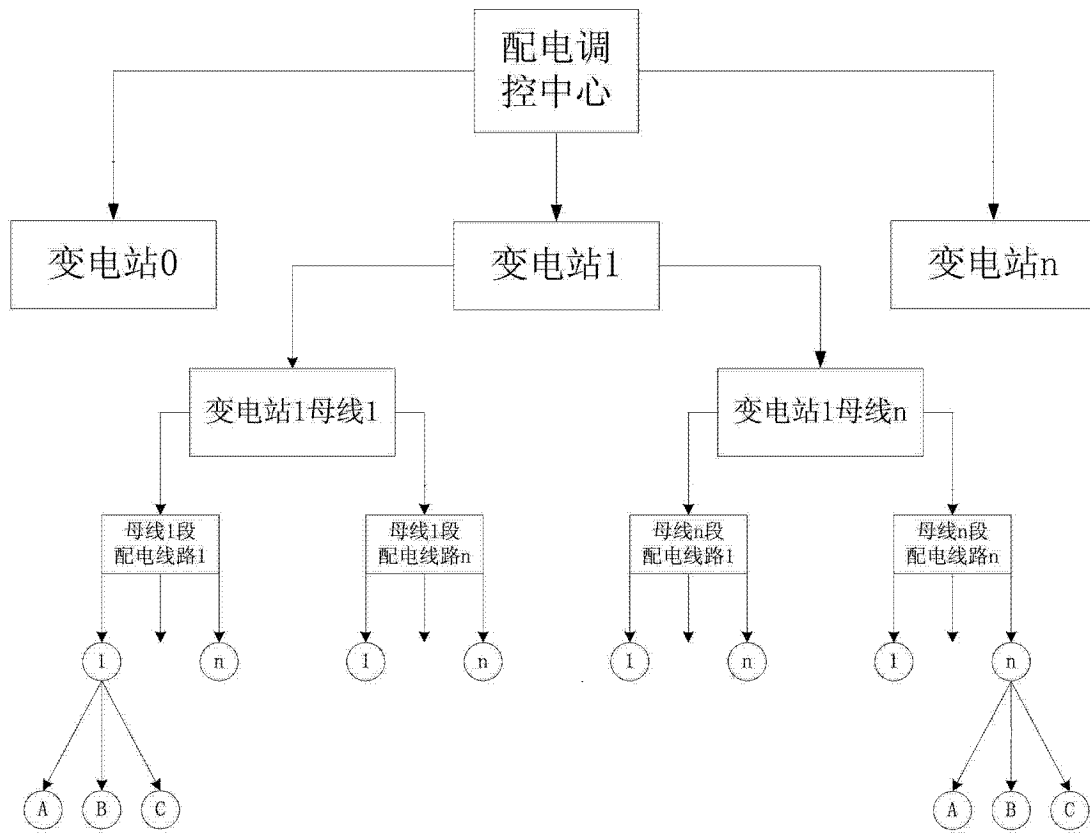 配电调
控中心
变电站0
变电站1
变电站n
变电站1母线1
变电站1母线n
母线1段
配电线路1
母线1段
配电线路n
母线n段
配电线路1
母线n段
配电线路n
1
n
1
n
1
n
1
n
A
B
C
A
B
C